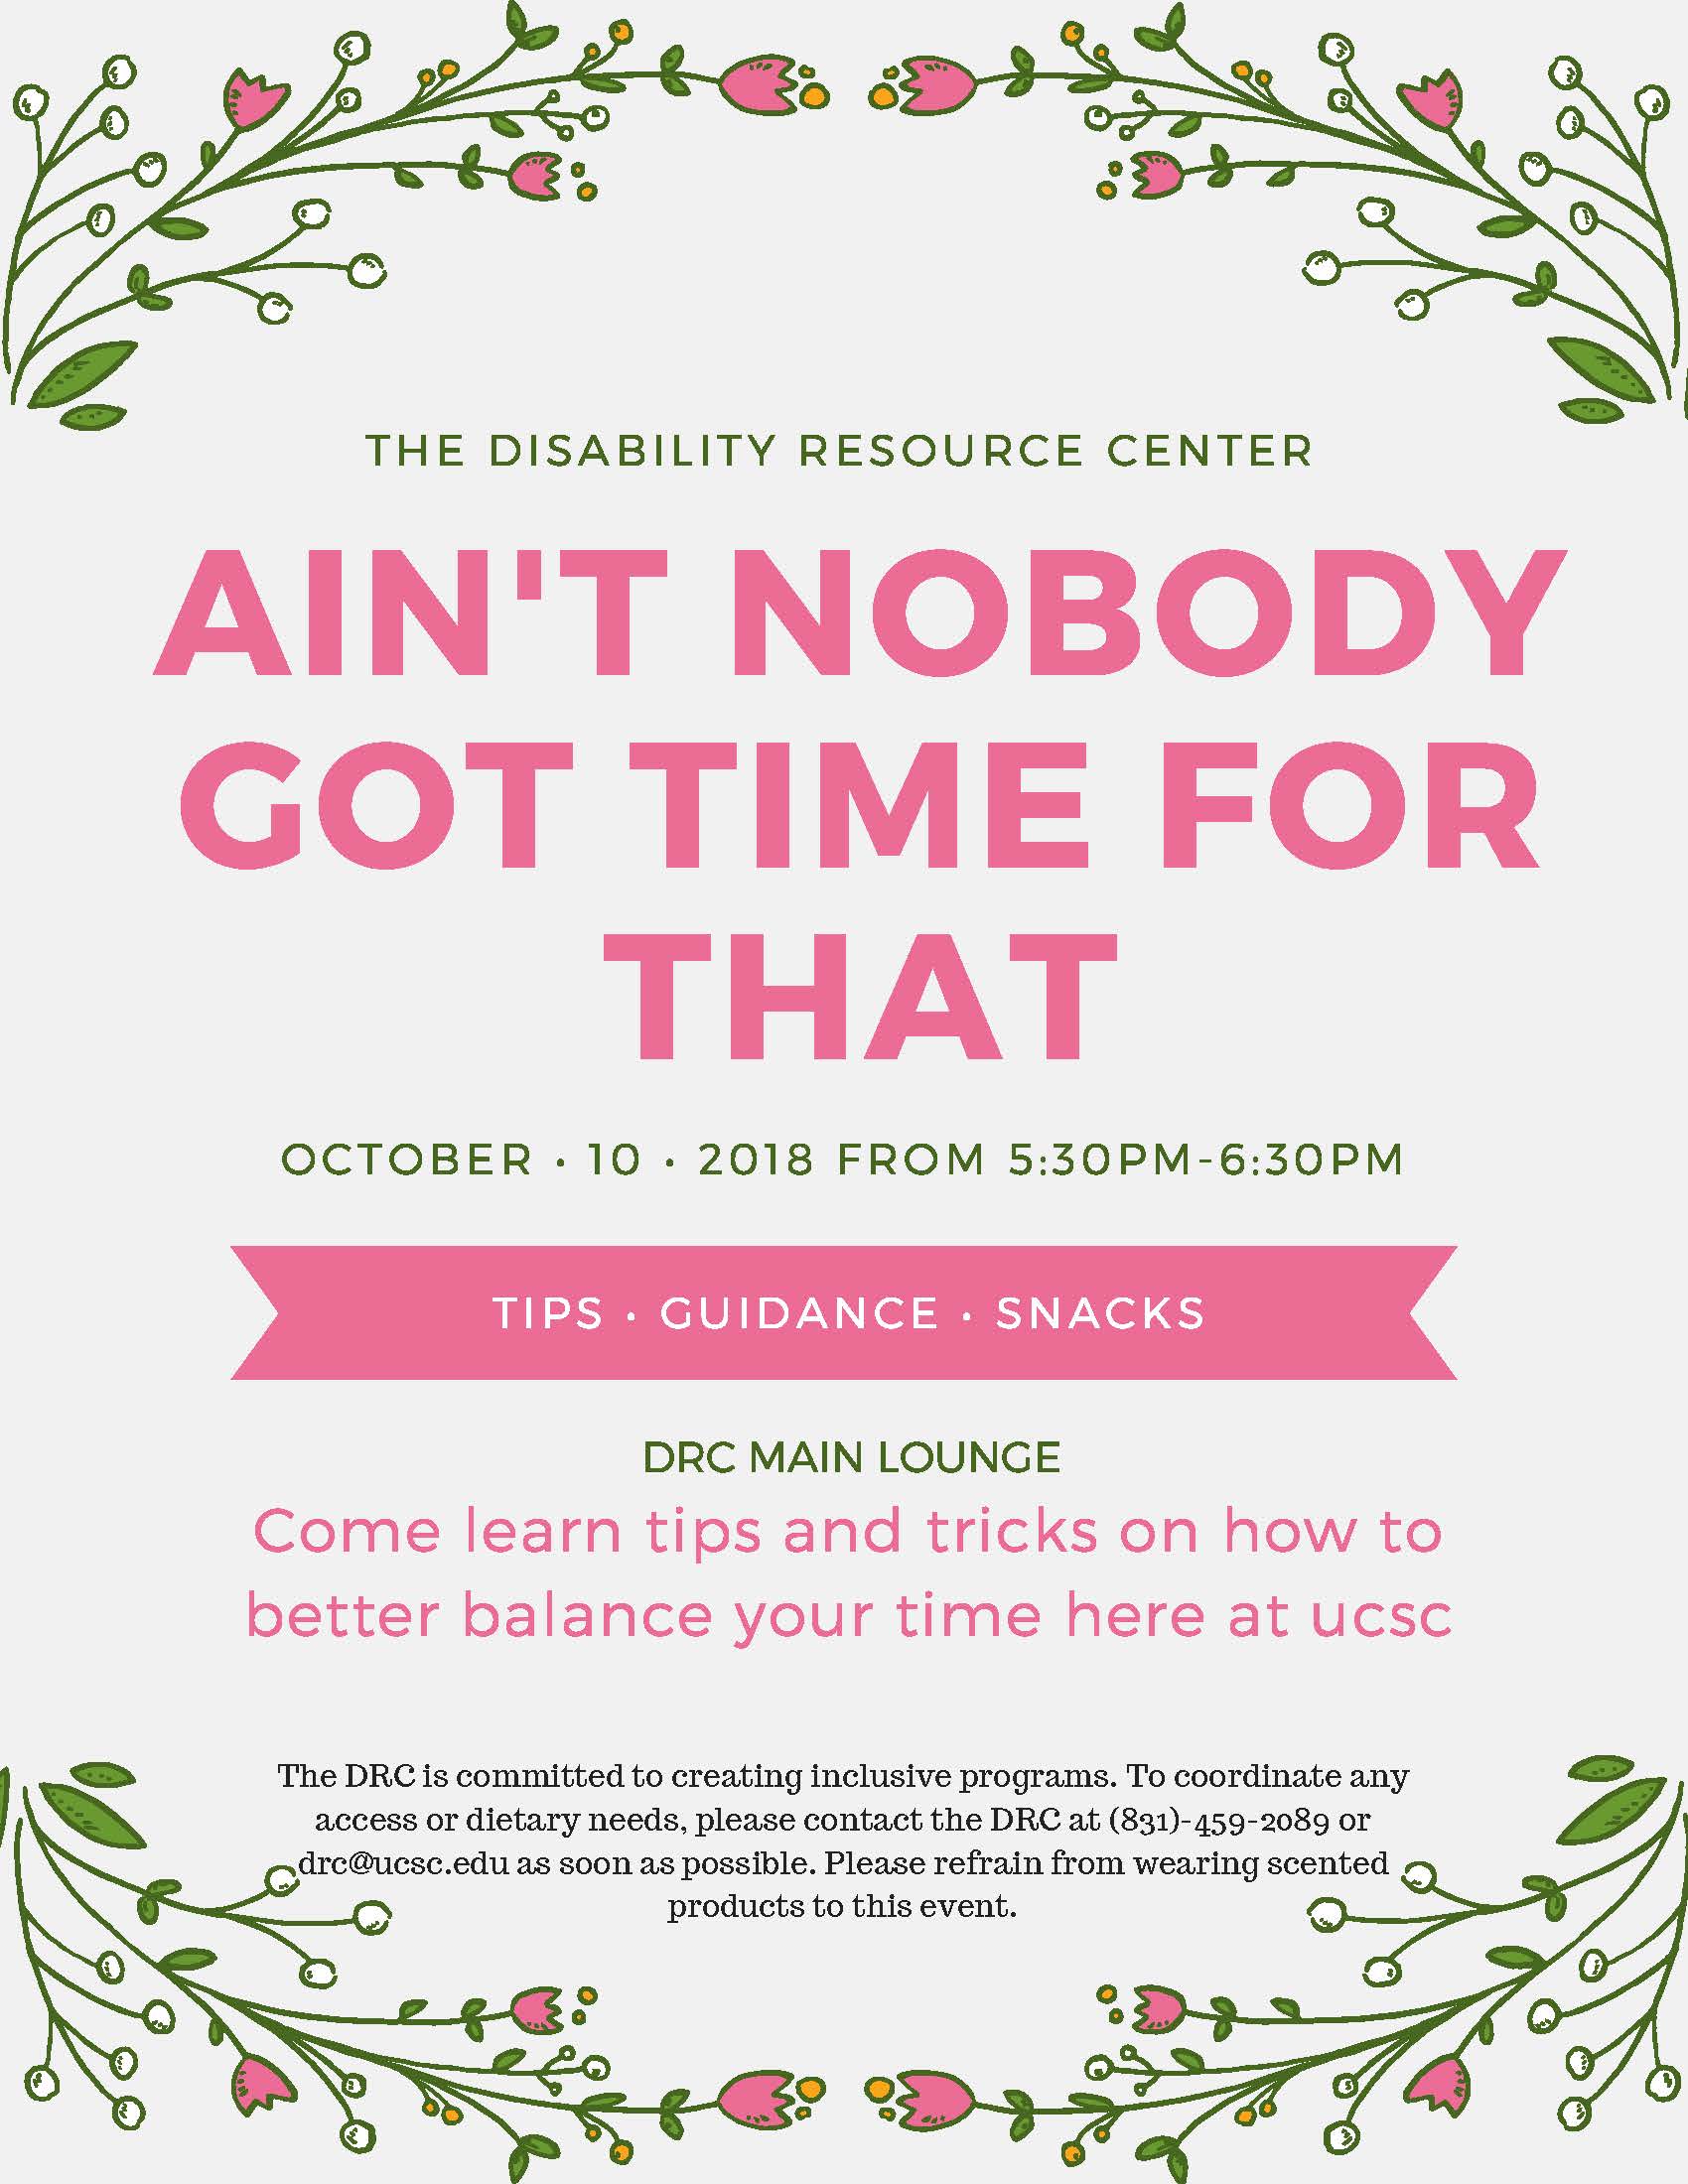 THE DISABILITY RESOURCE CENTER
AIN'T NOBODY
GOT TIME FOR
THAT
OCTOBER • 10 • 2018 FROM 5:30PM-6:30PM
TIPS • GUIDANCE • SNACKS
DRC MAIN LOUNGE
Come learn tips and tricks on how to
better balance your time here at ucsc
The DRC is committed to creating inclusive programs. To coordinate any
access or dietary needs, please contact the DRC at (831)-459-2089 or
drc@ucsc.edu as soon as possible. Please refrain from wearing scented
products to this event.